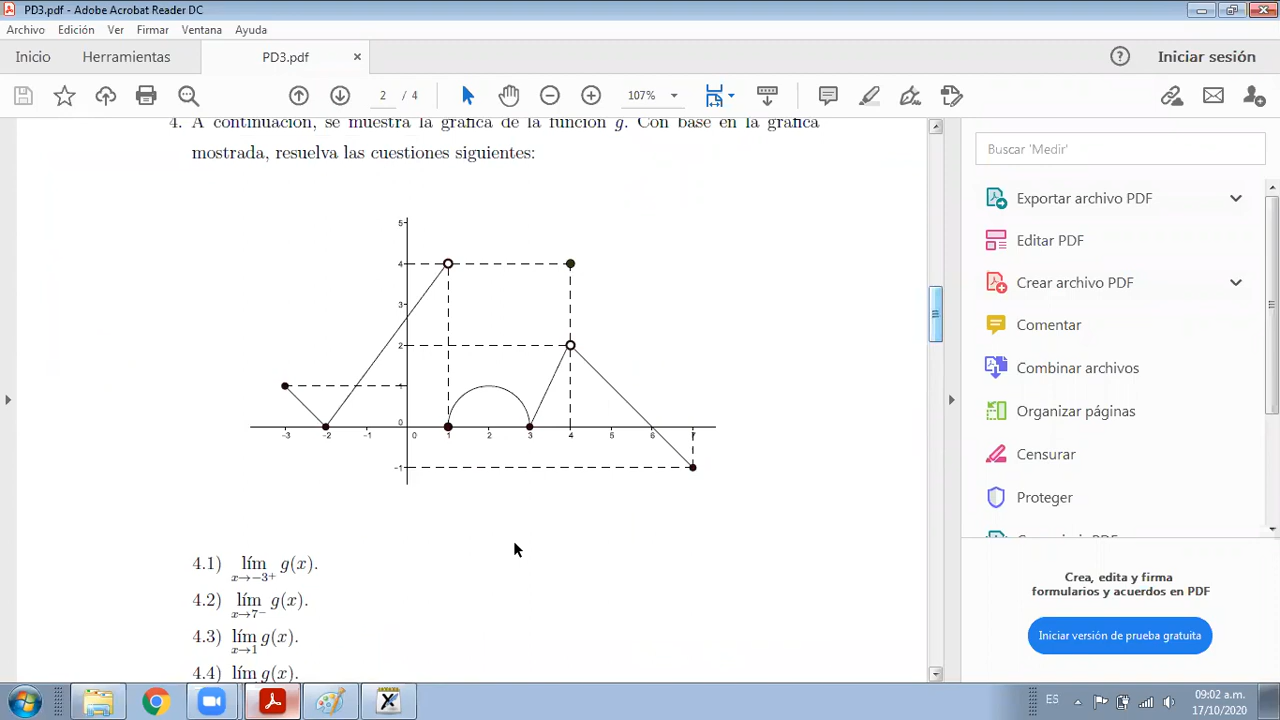 PD3.pdf - Adobe Acrobat Reader DC
Archivo Edición Ver Firmar Ventana Ayuda
Inicio Herramientas PD3.pdf × Iniciar sesión
2 / 4 107%
4. A continuación, se muestra la gráfica de la función g. Con base en la gráfica
mostrada, resuelva las cuestiones siguientes:
5
4
3
2
1
0
-1
-3 -2 -1 0 1 2 3 4 5 6 7
4.1) lím x→−3⁺ g(x).
4.2) lím x→7⁻ g(x).
4.3) lím x→1 g(x).
4.4) lím g(x).
Buscar 'Medir'
Exportar archivo PDF
Editar PDF
Crear archivo PDF
Comentar
Combinar archivos
Organizar páginas
Censurar
Proteger
Crea, edita y firma
formularios y acuerdos en PDF
Iniciar versión de prueba gratuita
ES
09:02 a.m.
17/10/2020